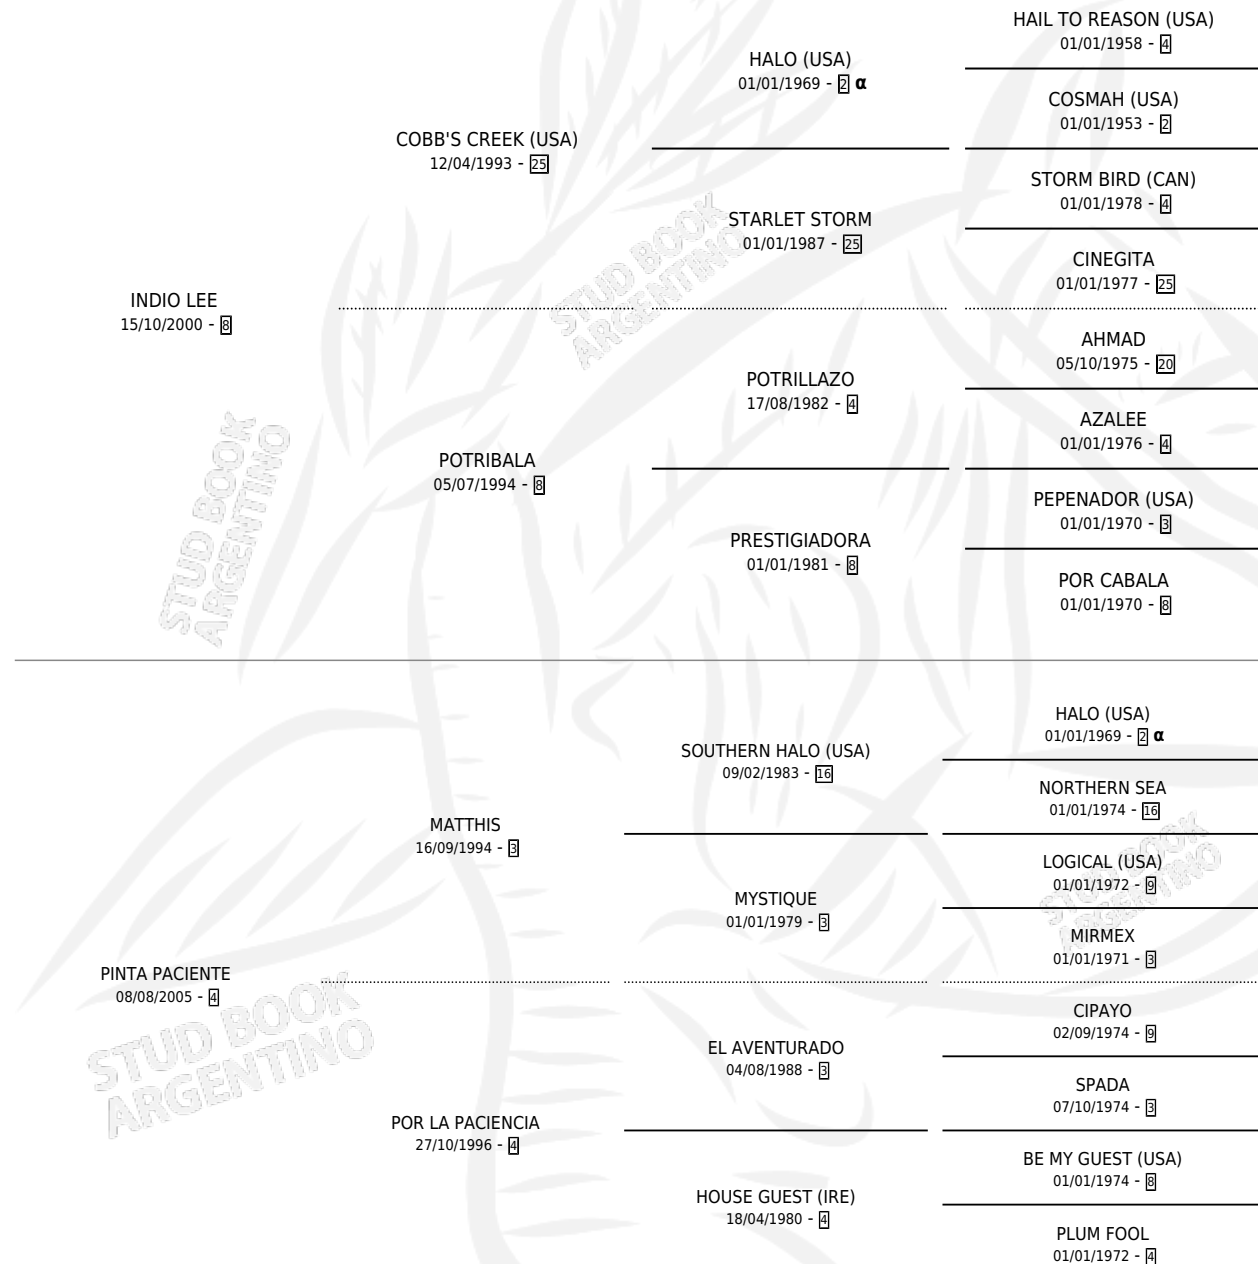 HAIL TO REASON (USA)
01/01/1958 - 4
HALO (USA)
01/01/1969 - 2 α
COSMAH (USA)
01/01/1953 - 2
COBB'S CREEK (USA)
12/04/1993 - 25
STORM BIRD (CAN)
01/01/1978 - 4
STARLET STORM
01/01/1987 - 25
CINEGITA
01/01/1977 - 25
INDIO LEE
15/10/2000 - 8
AHMAD
05/10/1975 - 20
POTRILLAZO
17/08/1982 - 4
AZALEE
01/01/1976 - 4
POTRIBALA
05/07/1994 - 8
PEPENADOR (USA)
01/01/1970 - 3
PRESTIGIADORA
01/01/1981 - 8
POR CABALA
01/01/1970 - 8
HALO (USA)
01/01/1969 - 2 α
SOUTHERN HALO (USA)
09/02/1983 - 16
NORTHERN SEA
01/01/1974 - 16
MATTHIS
16/09/1994 - 3
LOGICAL (USA)
01/01/1972 - 9
MYSTIQUE
01/01/1979 - 3
MIRMEX
01/01/1971 - 3
PINTA PACIENTE
08/08/2005 - 4
CIPAYO
02/09/1974 - 9
EL AVENTURADO
04/08/1988 - 3
SPADA
07/10/1974 - 3
POR LA PACIENCIA
27/10/1996 - 4
BE MY GUEST (USA)
01/01/1974 - 8
HOUSE GUEST (IRE)
18/04/1980 - 4
PLUM FOOL
01/01/1972 - 4
STUD BOOK
ARGENTINO
STUD BOOK
ARGENTINO
STUD BOOK
ARGENTINO
STUD BOOK
ARGENTINO